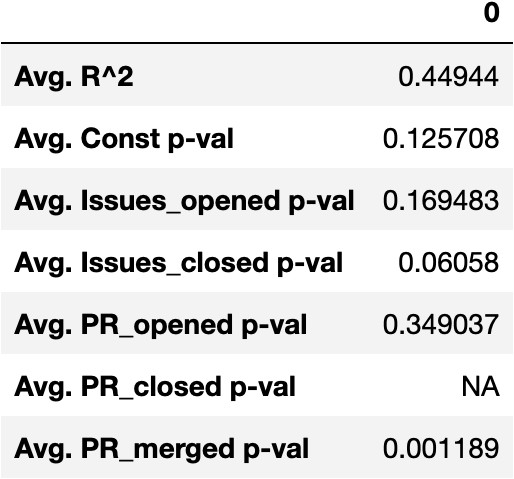 0
Avg. R^2 0.44944
Avg. Const p-val 0.125708
Avg. Issues_opened p-val 0.169483
Avg. Issues_closed p-val 0.06058
Avg. PR_opened p-val 0.349037
Avg. PR_closed p-val NA
Avg. PR_merged p-val 0.001189